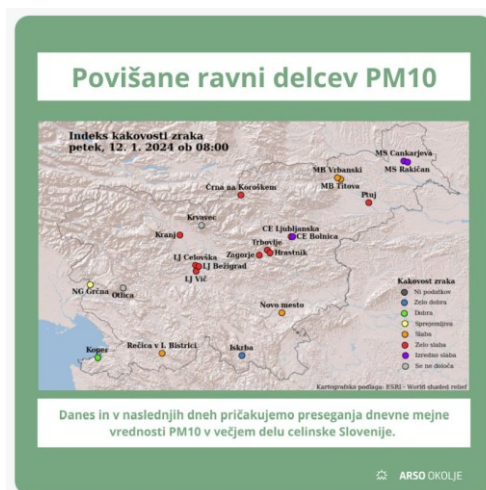 Povišane ravni delcev PM10
Indeks kakovosti zraka
petek, 12. 1. 2024 ob 08:00
MS Cankarjeva
MS Rakičan
MB Vrbanski
MB Titova
Črna na Koroškem
Ptuj
Krvavec
Kranj
CE Ljubljanska
CE Bolnica
Trbovlje
Zagorje
Hrastnik
LJ Celovška
LJ Bežigrad
LJ Vič
NG Grčna
Otlica
Novo mesto
Koper
Rečica v I. Bistrici
Iskrba
Kakovost zraka
Ni podatkov
Zelo dobra
Dobra
Sprejemljiva
Slaba
Zelo slaba
Izredno slaba
Se ne določa
Kartografska podlaga: ESRI - World shaded relief
Danes in v naslednjih dneh pričakujemo preseganja dnevne mejne
vrednosti PM10 v večjem delu celinske Slovenije.
ARSO OKOLJE